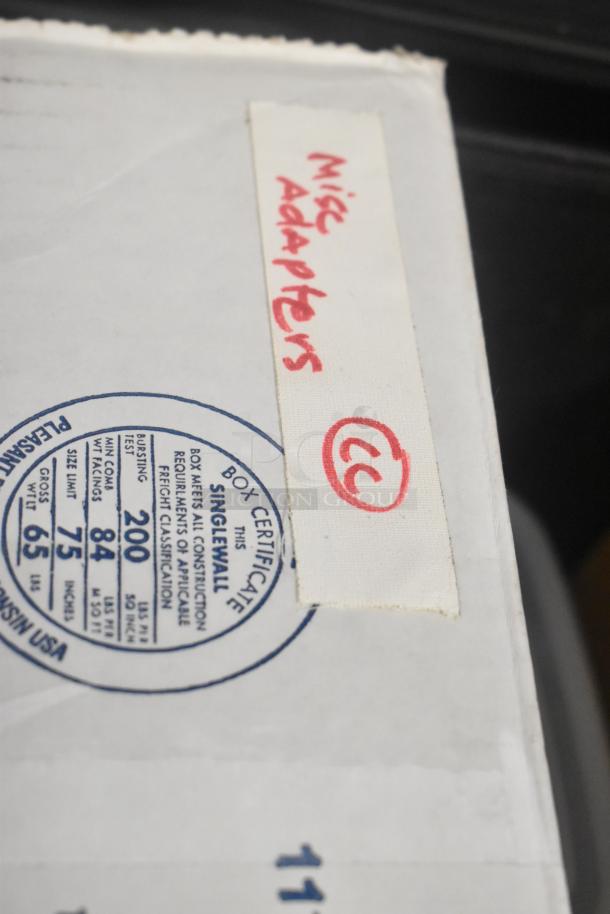 Misc
Adapters
CC
BOX CERTIFICATE
THIS
SINGLEWALL
BOX MEETS ALL CONSTRUCTION
REQUIRMENTS OF APPLICABLE
FREIGHT CLASSIFICATION
BURSTING TEST 200 LBS PER SQ INCH
MIN COMB WT FACINGS 84 LBS PER M SQ FT
SIZE LIMIT 75 INCHES
GROSS WT LT 65 LBS
PLEASANT
USA